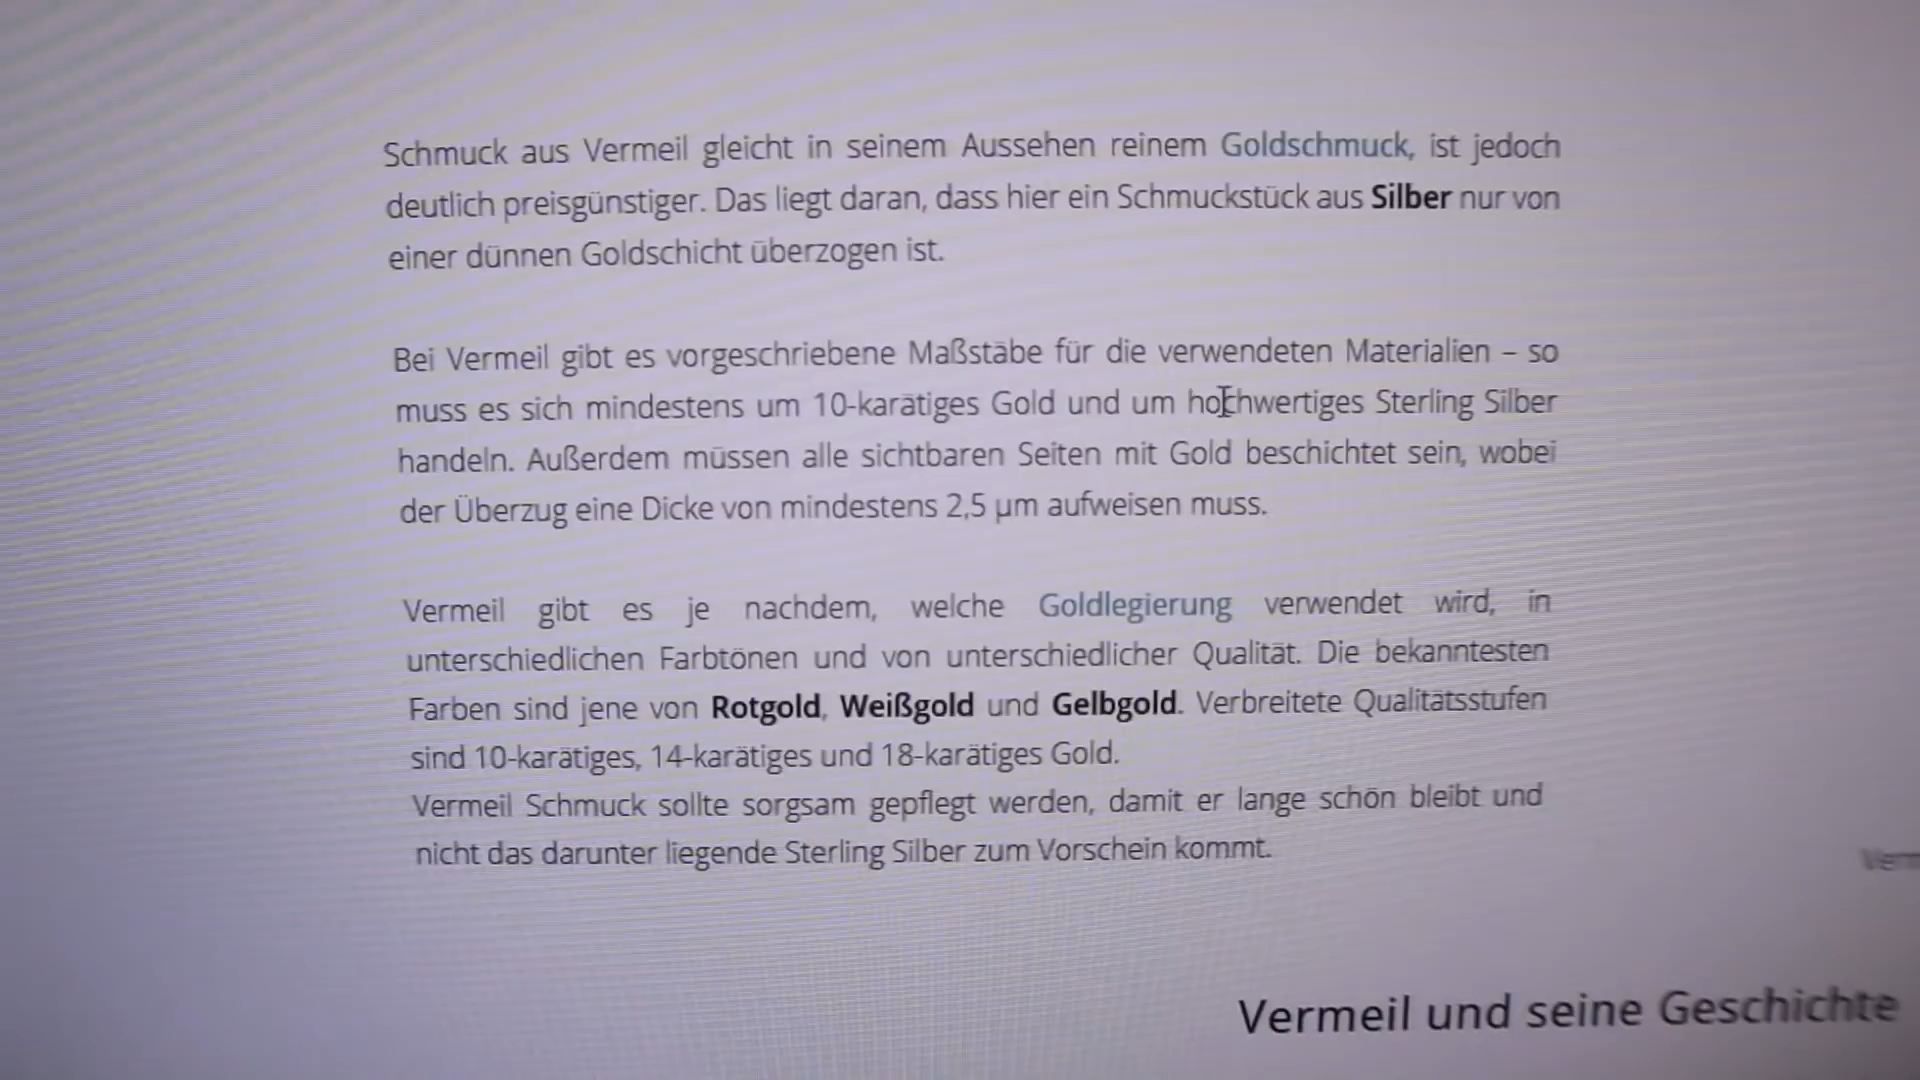 Schmuck aus Vermeil gleicht in seinem Aussehen reinem Goldschmuck, ist jedoch
deutlich preisgünstiger. Das liegt daran, dass hier ein Schmuckstück aus Silber nur von
einer dünnen Goldschicht überzogen ist.
Bei Vermeil gibt es vorgeschriebene Maßstäbe für die verwendeten Materialien – so
muss es sich mindestens um 10-karätiges Gold und um hochwertiges Sterling Silber
handeln. Außerdem müssen alle sichtbaren Seiten mit Gold beschichtet sein, wobei
der Überzug eine Dicke von mindestens 2,5 µm aufweisen muss.
Vermeil gibt es je nachdem, welche Goldlegierung verwendet wird, in
unterschiedlichen Farbtönen und von unterschiedlicher Qualität. Die bekanntesten
Farben sind jene von Rotgold, Weißgold und Gelbgold. Verbreitete Qualitätsstufen
sind 10-karätiges, 14-karätiges und 18-karätiges Gold.
Vermeil Schmuck sollte sorgsam gepflegt werden, damit er lange schön bleibt und
nicht das darunter liegende Sterling Silber zum Vorschein kommt.
Vermeil und seine Geschichte